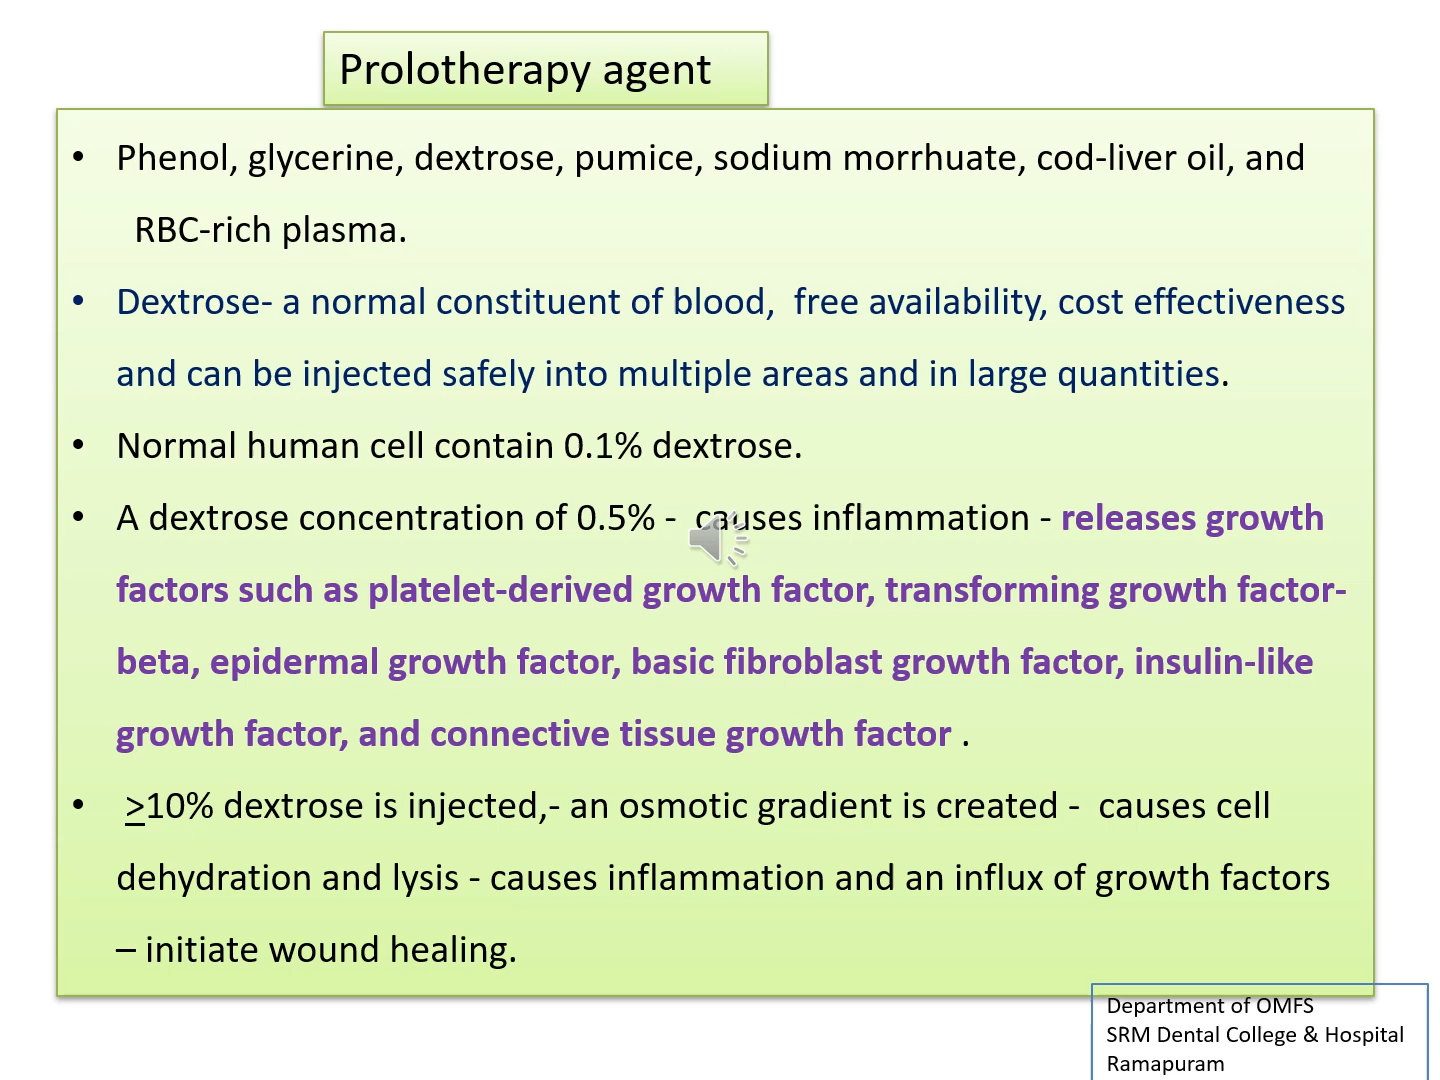 Prolotherapy agent
• Phenol, glycerine, dextrose, pumice, sodium morrhuate, cod-liver oil, and
RBC-rich plasma.
• Dextrose- a normal constituent of blood,  free availability, cost effectiveness
and can be injected safely into multiple areas and in large quantities.
• Normal human cell contain 0.1% dextrose.
• A dextrose concentration of 0.5% -  causes inflammation - releases growth
factors such as platelet-derived growth factor, transforming growth factor-
beta, epidermal growth factor, basic fibroblast growth factor, insulin-like
growth factor, and connective tissue growth factor .
• >10% dextrose is injected,- an osmotic gradient is created -  causes cell
dehydration and lysis - causes inflammation and an influx of growth factors
– initiate wound healing.
Department of OMFS
SRM Dental College & Hospital
Ramapuram